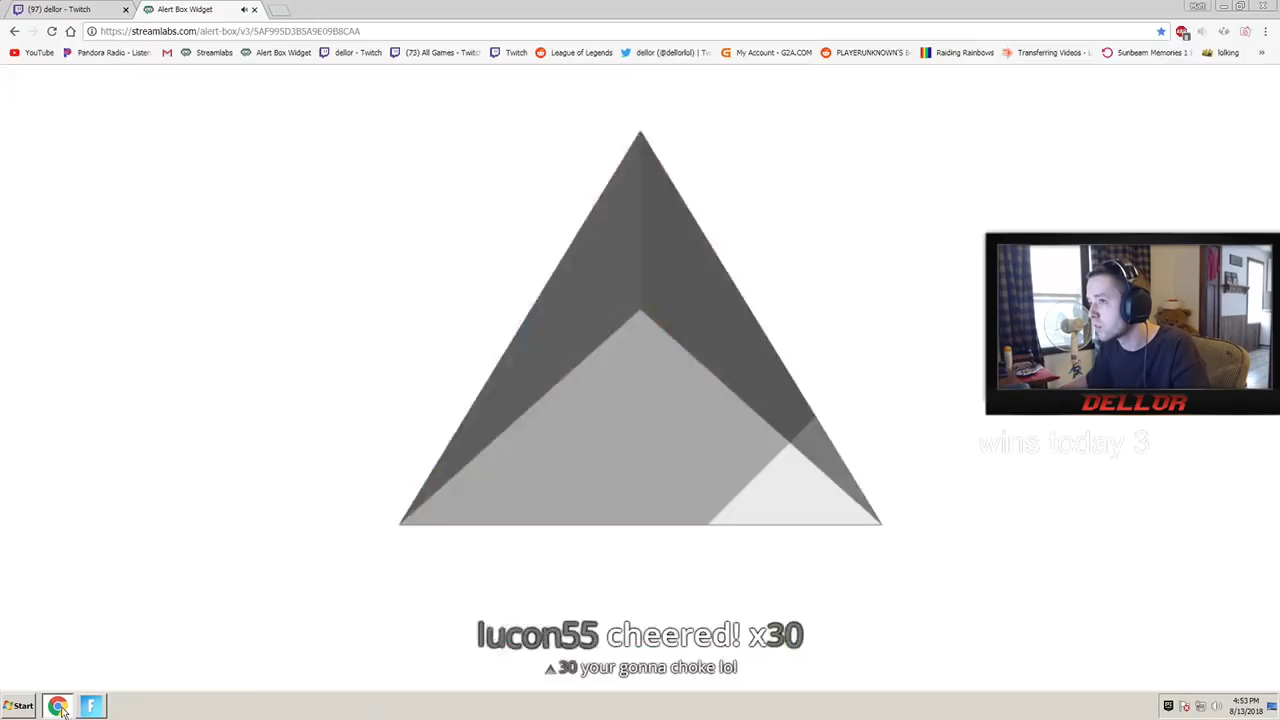 (97) dellor - Twitch
Alert Box Widget
https://streamlabs.com/alert-box/v3/5AF995D3B5A9E09B8CAA
YouTube
Pandora Radio - Listen
Streamlabs
Alert Box Widget
dellor - Twitch
(73) All Games - Twitc
Twitch
League of Legends
dellor (@dellorlol) | Tw
My Account - G2A.COM
PLAYERUNKNOWN'S B
Raiding Rainbows
Transferring Videos - L
Sunbeam Memories 1
lolking
»
DELLOR
wins today 3
lucon55 cheered! x30
30 your gonna choke lol
Start
F
4:53 PM
8/13/2018